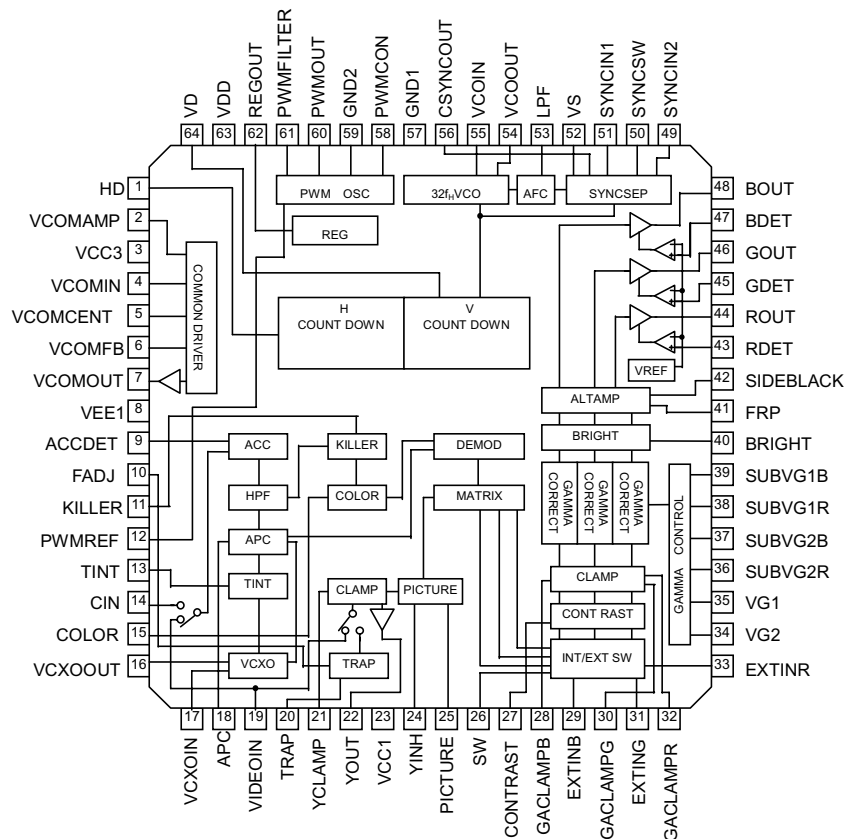 VD
VDD
REGOUT
PWMFILTER
PWMOUT
GND2
PWMCON
GND1
CSYNCOUT
VCOIN
VCOOUT
LPF
VS
SYNCIN1
SYNCSW
SYNCIN2
64 63 62 61 60 59 58 57 56 55 54 53 52 51 50 49
HD 1
VCOMAMP 2
VCC3 3
VCOMIN 4
VCOMCENT 5
VCOMFB 6
VCOMOUT 7
VEE1 8
ACCDET 9
FADJ 10
KILLER 11
PWMREF 12
TINT 13
CIN 14
COLOR 15
VCXOOUT 16
PWM OSC
32fHVCO
AFC
SYNCSEP
REG
COMMON DRIVER
H
COUNT DOWN
V
COUNT DOWN
VREF
ALTAMP
BRIGHT
ACC
KILLER
DEMOD
HPF
COLOR
MATRIX
GAMMA
CORRECT
GAMMA
CORRECT
GAMMA
CORRECT
GAMMA CONTROL
APC
TINT
CLAMP
PICTURE
CLAMP
CONT RAST
VCXO
TRAP
INT/EXT SW
48 BOUT
47 BDET
46 GOUT
45 GDET
44 ROUT
43 RDET
42 SIDEBLACK
41 FRP
40 BRIGHT
39 SUBVG1B
38 SUBVG1R
37 SUBVG2B
36 SUBVG2R
35 VG1
34 VG2
33 EXTINR
17 18 19 20 21 22 23 24 25 26 27 28 29 30 31 32
VCXOIN
APC
VIDEOIN
TRAP
YCLAMP
YOUT
VCC1
YINH
PICTURE
SW
CONTRAST
GACLAMPB
EXTINB
GACLAMPG
EXTING
GACLAMPR